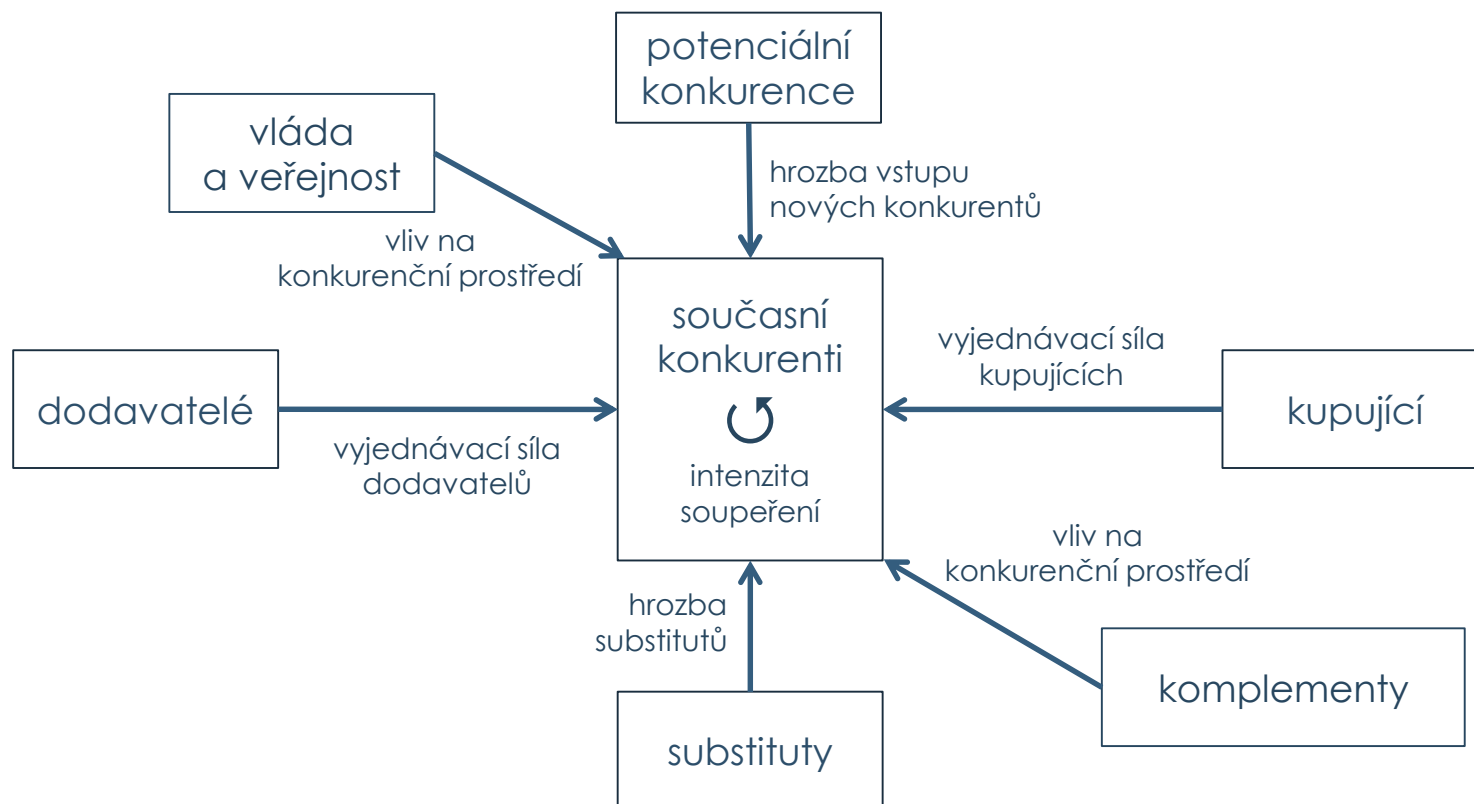 potenciální
konkurence
vláda
a veřejnost
hrozba vstupu
nových konkurentů
vliv na
konkurenční prostředí
současní
konkurenti
intenzita
soupeření
vyjednávací síla
kupujících
kupující
dodavatelé
vyjednávací síla
dodavatelů
vliv na
konkurenční prostředí
hrozba
substitutů
komplementy
substituty